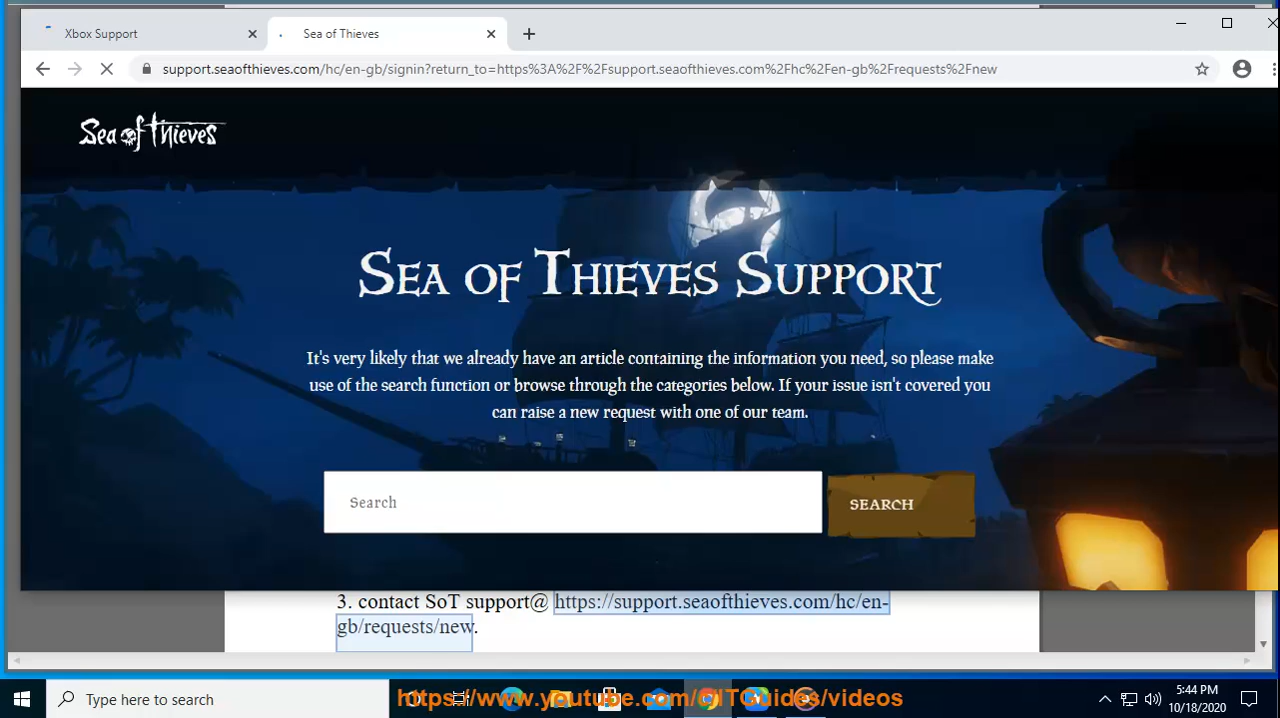 Xbox Support
Sea of Thieves
support.seaofthieves.com/hc/en-gb/signin?return_to=https%3A%2F%2Fsupport.seaofthieves.com%2Fhc%2Fen-gb%2Frequests%2Fnew
Sea of Thieves
Sea of Thieves Support
It's very likely that we already have an article containing the information you need, so please make
use of the search function or browse through the categories below. If your issue isn't covered you
can raise a new request with one of our team.
Search
SEARCH
3. contact SoT support@ https://support.seaofthieves.com/hc/en-
gb/requests/new.
Type here to search
https://www.youtube.com/c/ITGuides/videos
5:44 PM
10/18/2020